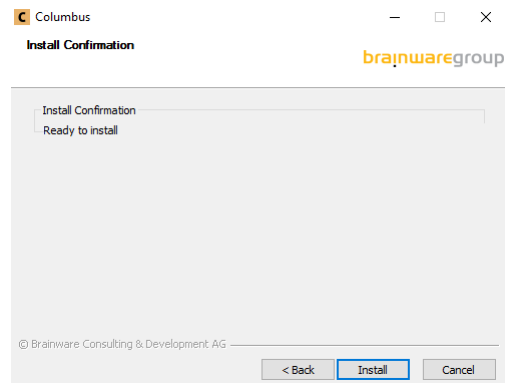 C Columbus
Install Confirmation
brainwaregroup
Install Confirmation
Ready to install
© Brainware Consulting & Development AG
< Back Install Cancel